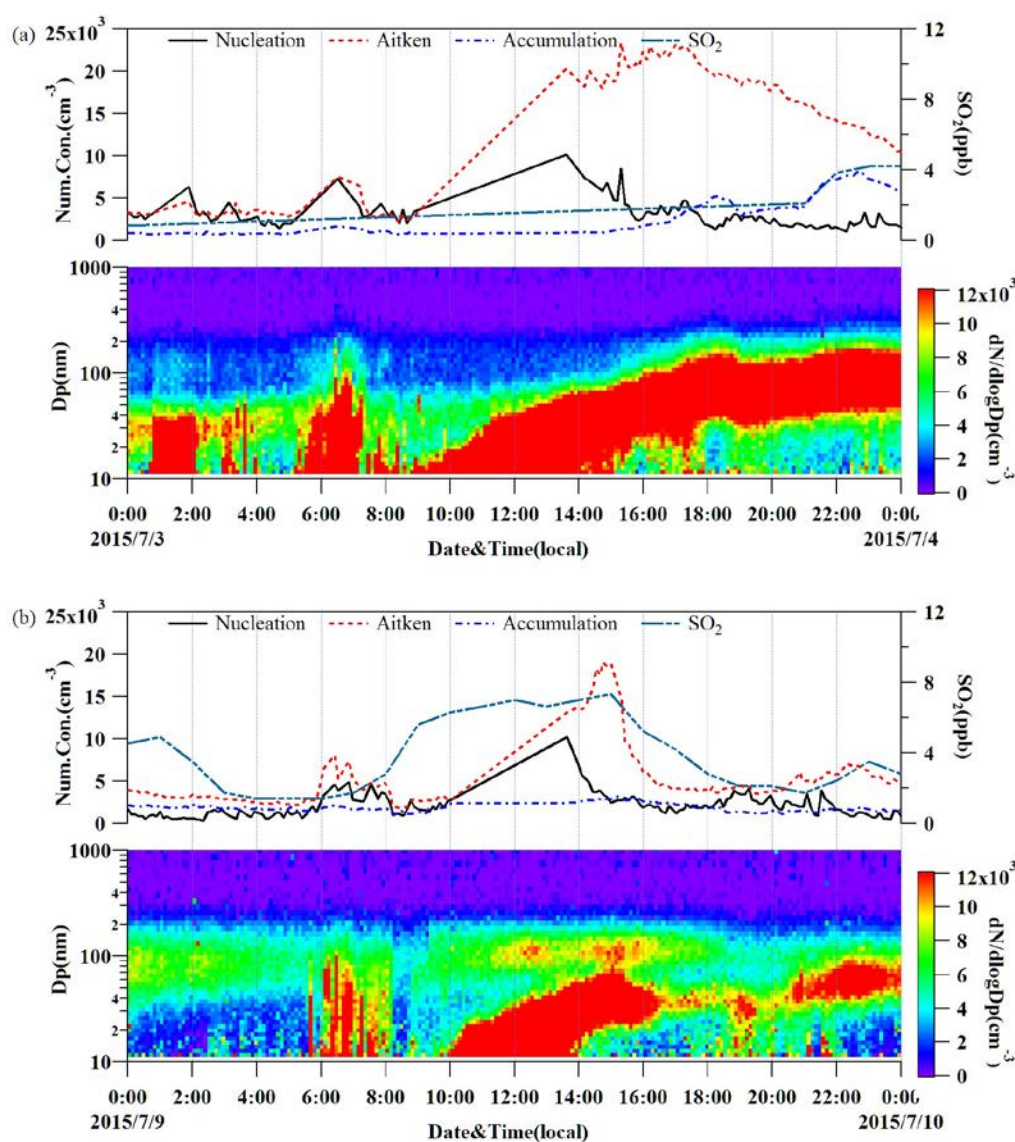 (a)
25x10³
20
15
10
5
0
Num.Con.(cm⁻³)
Nucleation Aitken Accumulation SO₂
12
9
6
3
0
SO₂(ppb)
1000
4
2
100
4
2
10
Dp(nm)
12x10³
10
8
6
4
2
0
dN/dlogDp(cm⁻³)
0:00 2:00 4:00 6:00 8:00 10:00 12:00 14:00 16:00 18:00 20:00 22:00 0:00
2015/7/3 2015/7/4
Date&Time(local)
(b)
25x10³
20
15
10
5
0
Num.Con.(cm⁻³)
Nucleation Aitken Accumulation SO₂
12
9
6
3
0
SO₂(ppb)
1000
4
2
100
4
2
10
Dp(nm)
12x10³
10
8
6
4
2
0
dN/dlogDp(cm⁻³)
0:00 2:00 4:00 6:00 8:00 10:00 12:00 14:00 16:00 18:00 20:00 22:00 0:00
2015/7/9 2015/7/10
Date&Time(local)